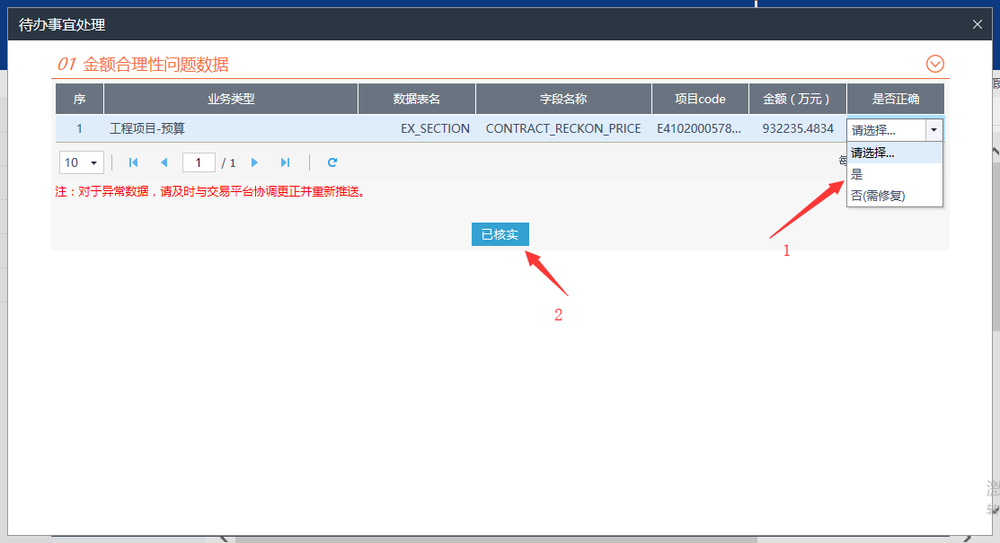 待办事宜处理
01 金额合理性问题数据
序 业务类型 数据表名 字段名称 项目code 金额（万元） 是否正确
1 工程项目-预算 EX_SECTION CONTRACT_RECKON_PRICE E4102000578... 932235.4834 请选择...
请选择...
是
否(需修复)
10 1 / 1 每
注：对于异常数据，请及时与交易平台协调更正并重新推送。
已核实
1
2